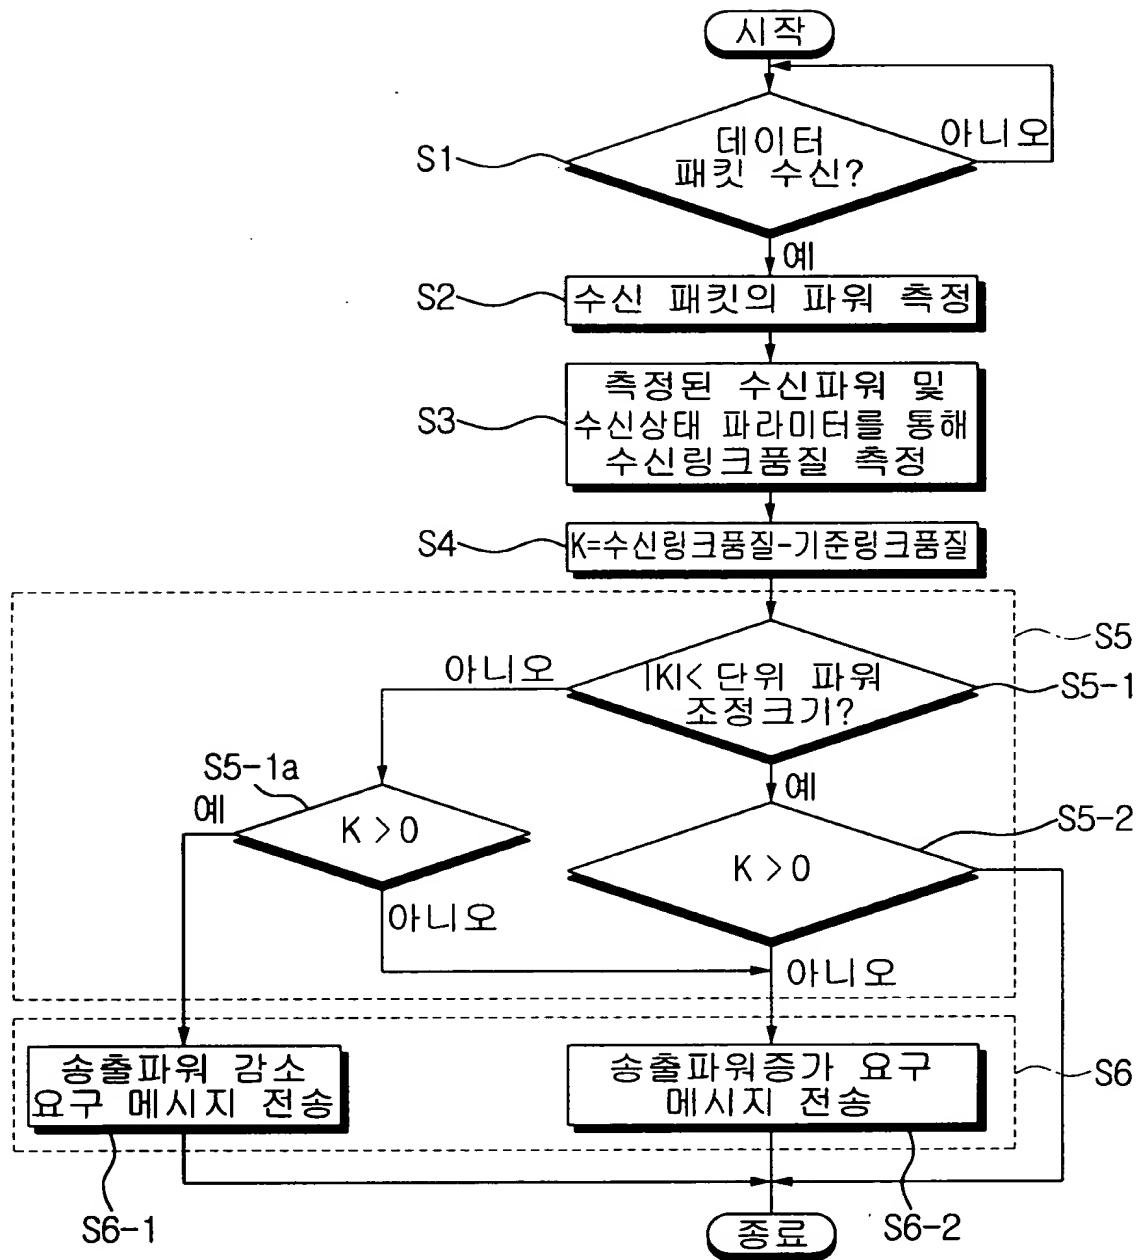 시작
데이터
패킷 수신?
아니오
S1
예
S2
수신 패킷의 파워 측정
S3
측정된 수신파워 및
수신상태 파라미터를 통해
수신링크품질 측정
S4
K=수신링크품질-기준링크품질
S5
아니오
|K|< 단위 파워
조정크기?
S5-1
S5-1a
예
예
K > 0
S5-2
K > 0
아니오
아니오
송출파워 감소
요구 메시지 전송
송출파워증가 요구
메시지 전송
S6
S6-1
S6-2
종료